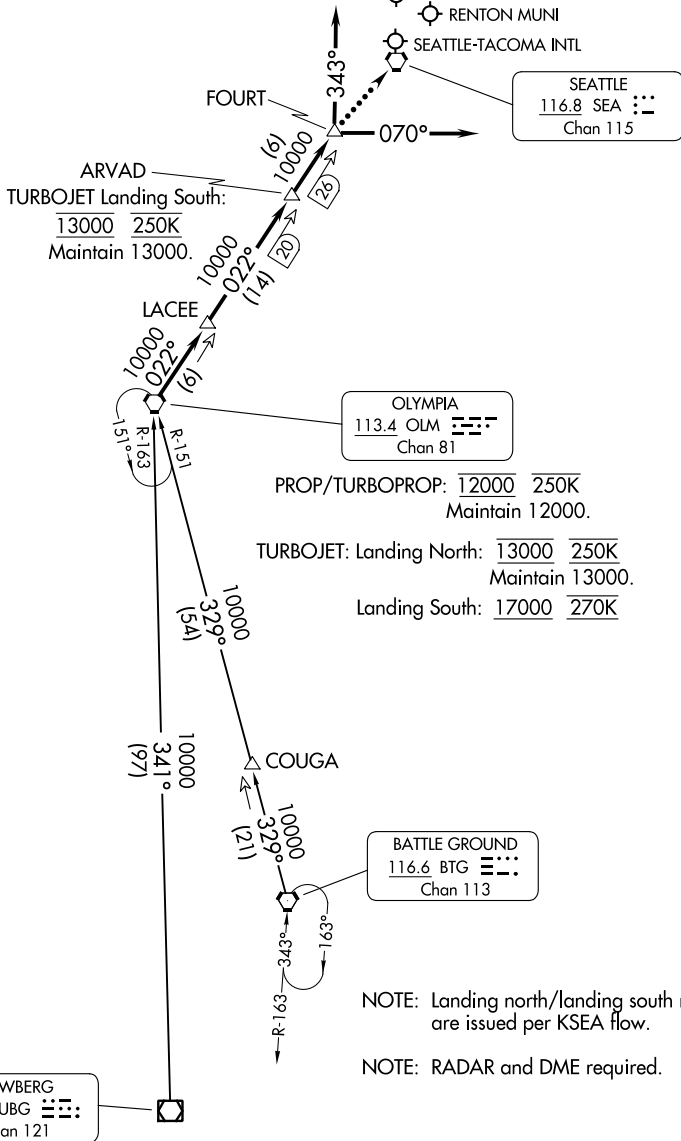 RENTON MUNI
SEATTLE-TACOMA INTL
SEATTLE
116.8 SEA
Chan 115
343°
FOURT
070°
(6)
10000
26
ARVAD
TURBOJET Landing South:
13000 250K
Maintain 13000.
10000
022°
(14)
20
LACEE
10000
022°
(6)
OLYMPIA
113.4 OLM
Chan 81
151°
R-163
R-151
PROP/TURBOPROP: 12000 250K
Maintain 12000.
TURBOJET: Landing North: 13000 250K
Maintain 13000.
Landing South: 17000 270K
10000
329°
(54)
10000
341°
(97)
COUGA
10000
329°
(21)
BATTLE GROUND
116.6 BTG
Chan 113
343°
163°
R-163
NOTE: Landing north/landing south
are issued per KSEA flow.
NOTE: RADAR and DME required.
WBERG
UBG
an 121